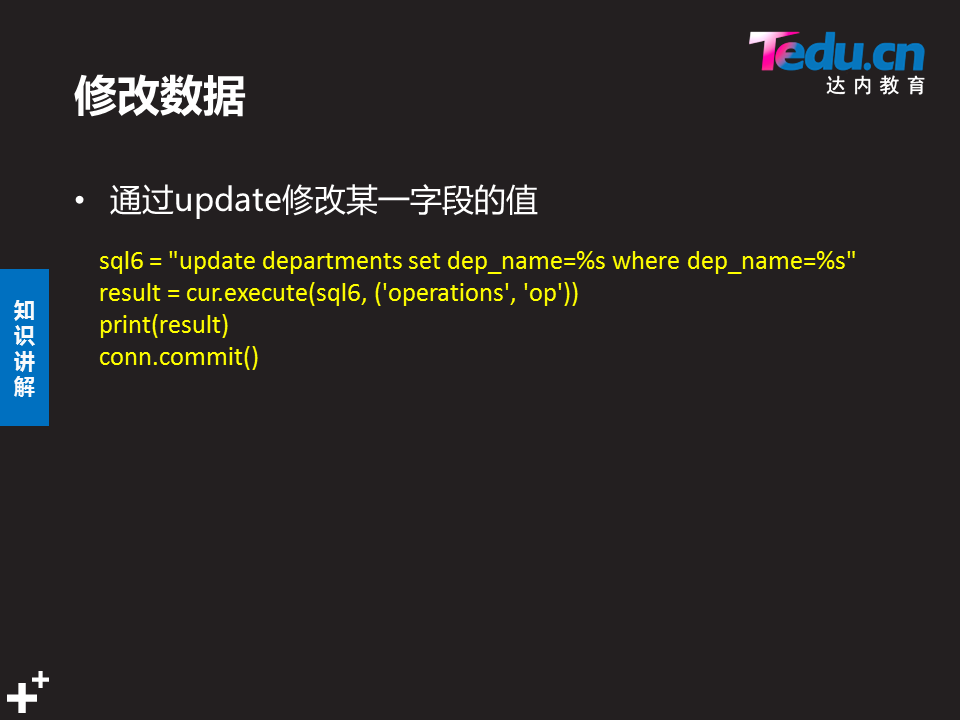 Tedu.cn
达内教育
修改数据
• 通过update修改某一字段的值
sql6 = "update departments set dep_name=%s where dep_name=%s"
result = cur.execute(sql6, ('operations', 'op'))
print(result)
conn.commit()
知识讲解